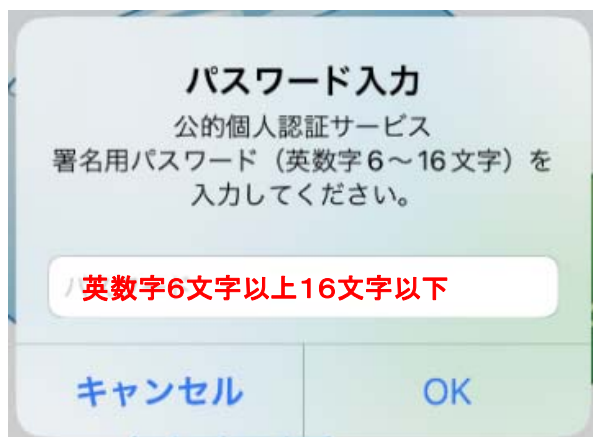 パスワード入力
公的個人認証サービス
署名用パスワード（英数字６～16文字）を
入力してください。
英数字6文字以上16文字以下
キャンセル
OK